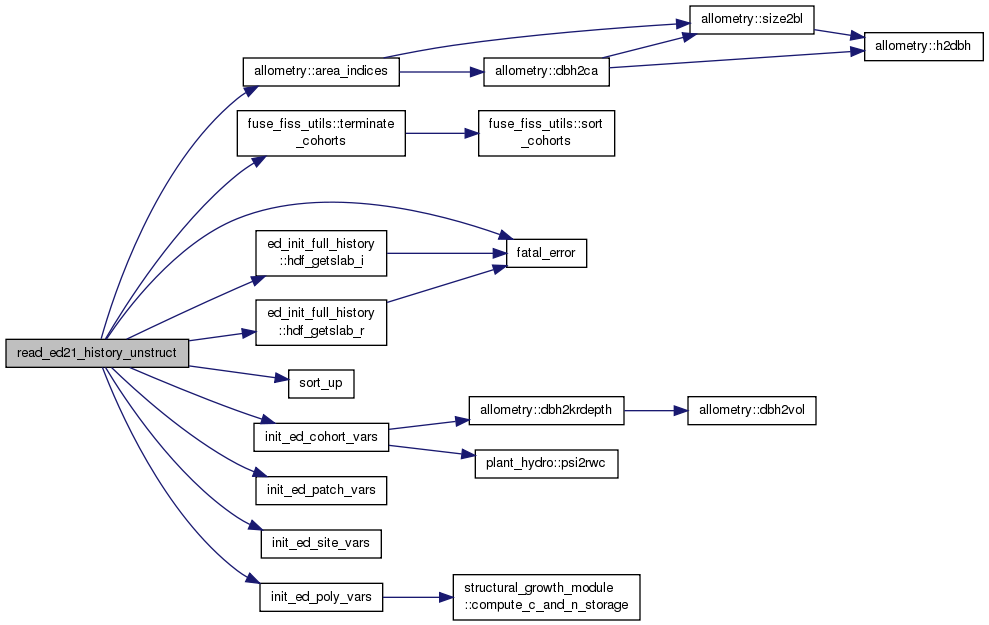 allometry::size2bl
allometry::h2dbh
allometry::area_indices
allometry::dbh2ca
fuse_fiss_utils::terminate
_cohorts
fuse_fiss_utils::sort
_cohorts
ed_init_full_history
::hdf_getslab_i
fatal_error
ed_init_full_history
::hdf_getslab_r
read_ed21_history_unstruct
sort_up
allometry::dbh2krdepth
allometry::dbh2vol
init_ed_cohort_vars
plant_hydro::psi2rwc
init_ed_patch_vars
init_ed_site_vars
init_ed_poly_vars
structural_growth_module
::compute_c_and_n_storage